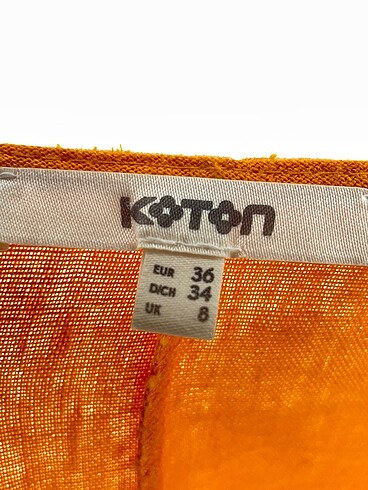 KOTON
EUR 36
D/CH 34
UK 8